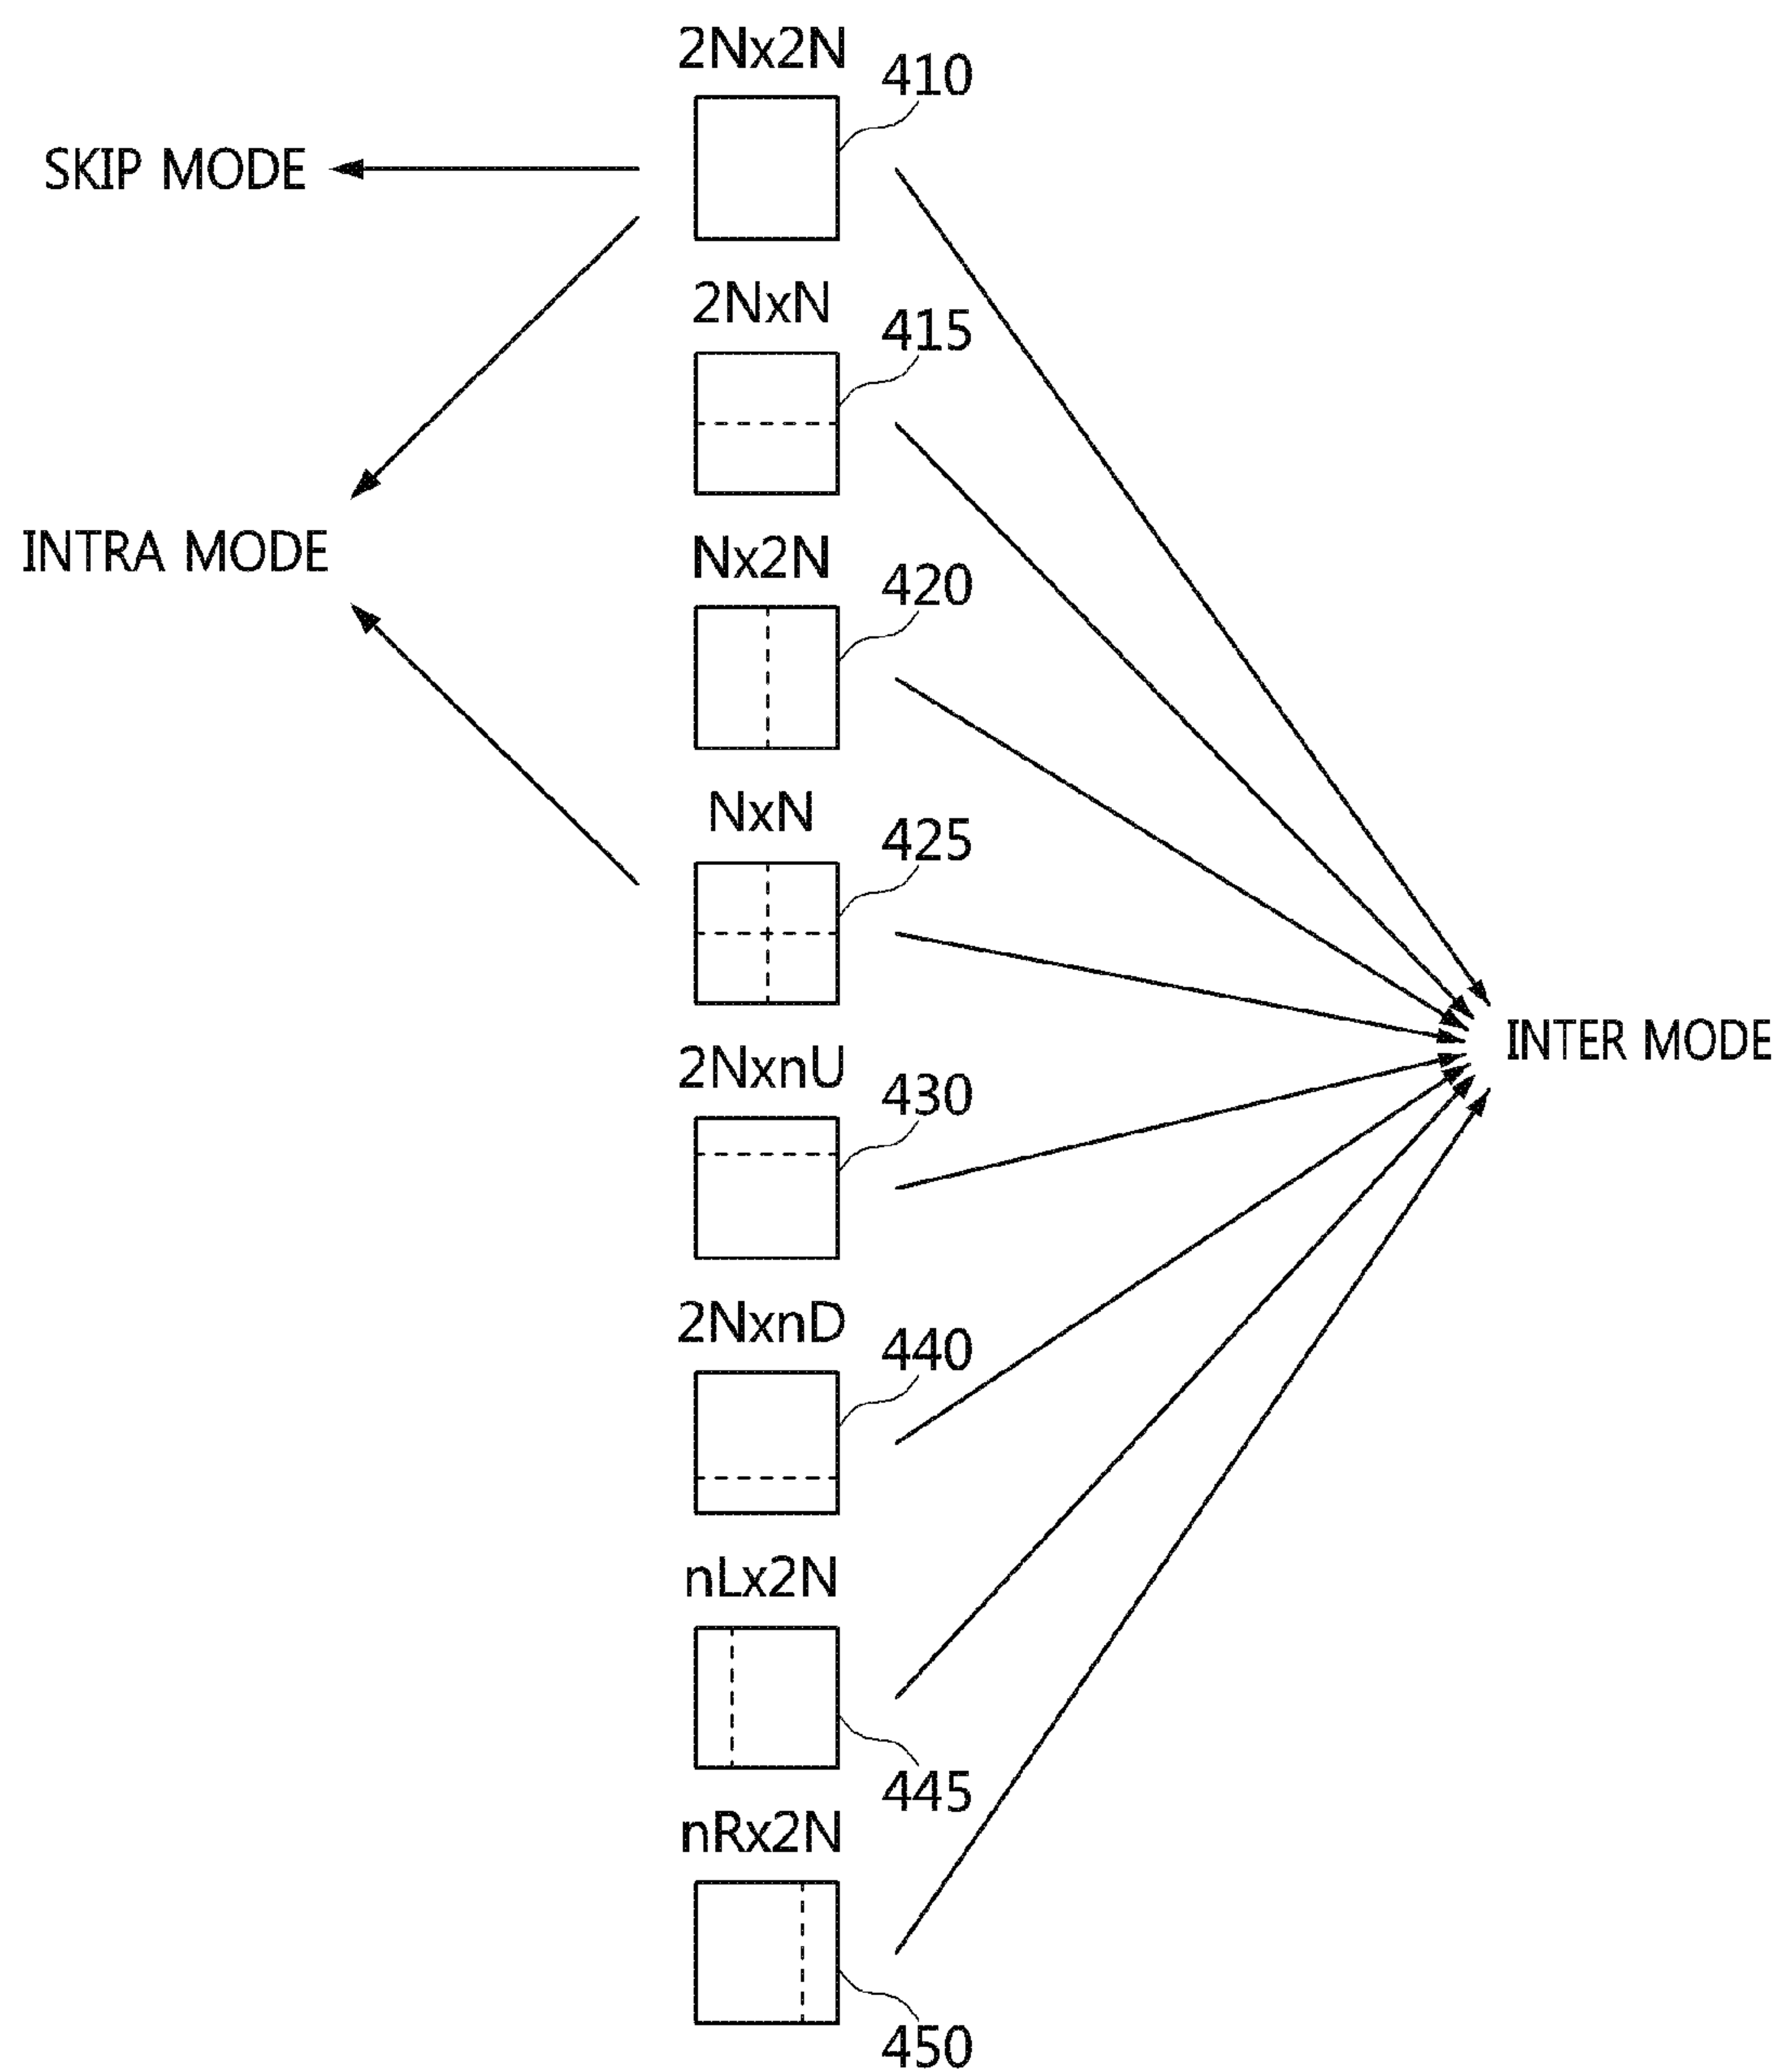 2Nx2N
410
SKIP MODE
2NxN
415
INTRA MODE
Nx2N
420
NxN
425
INTER MODE
2NxnU
430
2NxnD
440
nLx2N
445
nRx2N
450